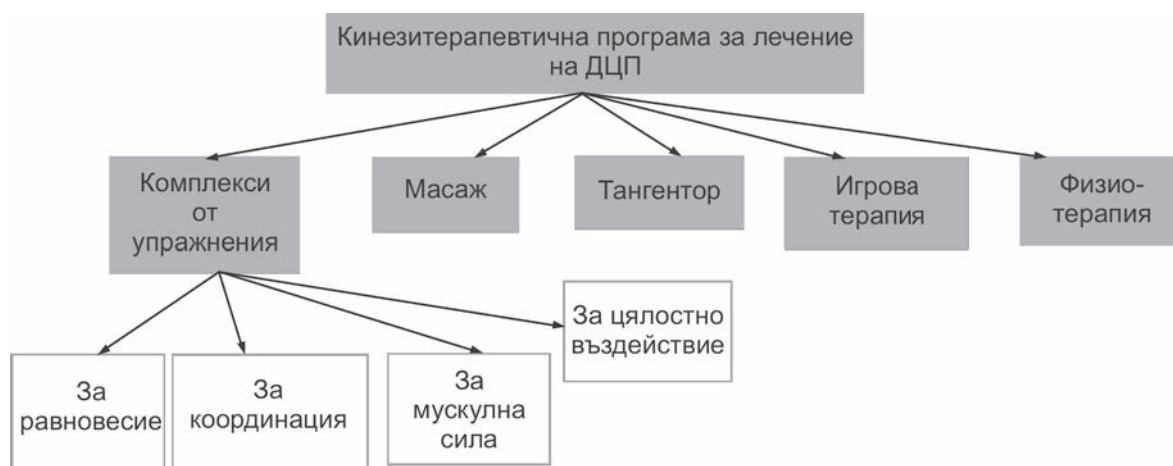 Кинезитерапевтична програма за лечение
на ДЦП
Комплекси
от
упражнения
Масаж
Тангентор
Игрова
терапия
Физио-
терапия
За цялостно
въздействие
За
равновесие
За
координация
За
мускулна
сила